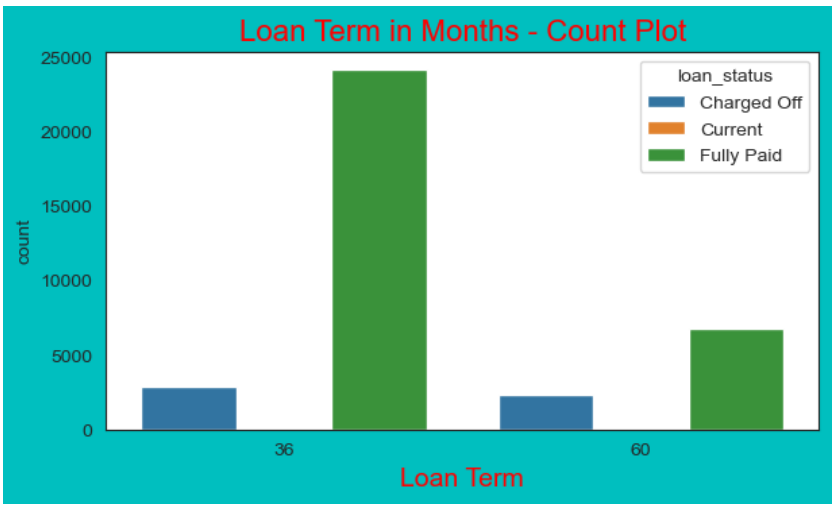 Loan Term in Months - Count Plot
25000
20000
15000
10000
5000
0
count
loan_status
Charged Off
Current
Fully Paid
36
60
Loan Term